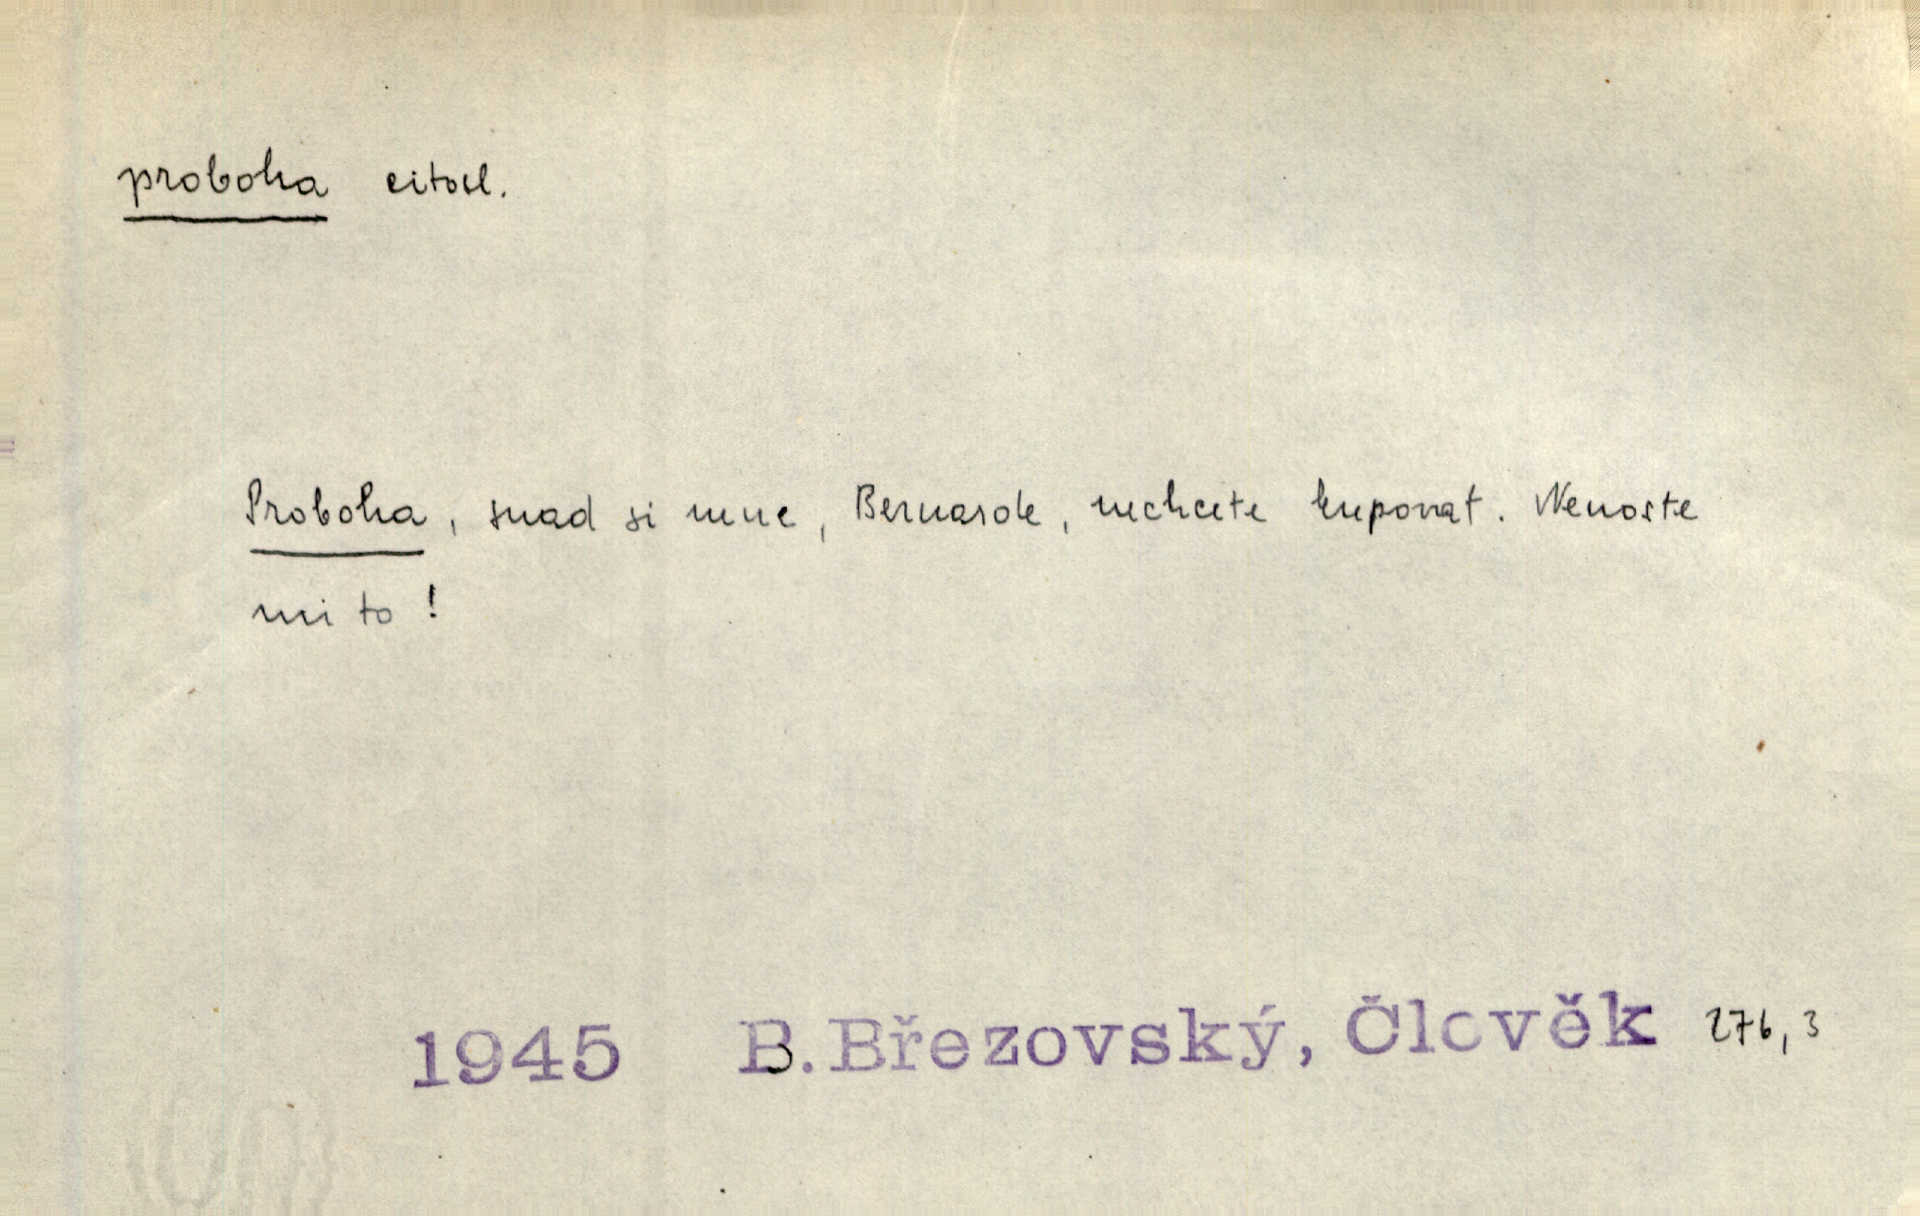 proboha citosl.
Proboha, snad si mne, Bernarde, nechcete kupovat. Nenoste
mi to!
1945 B. Březovský, Člověk 276,3